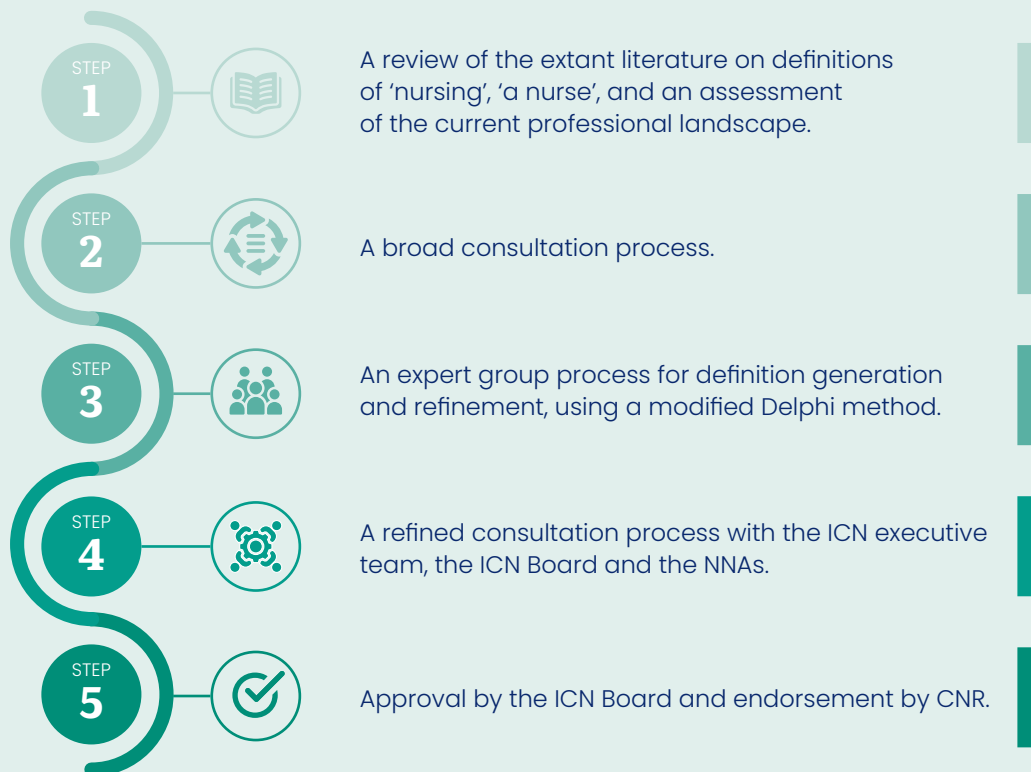 STEP
1
A review of the extant literature on definitions
of ‘nursing’, ‘a nurse’, and an assessment
of the current professional landscape.
STEP
2
A broad consultation process.
STEP
3
An expert group process for definition generation
and refinement, using a modified Delphi method.
STEP
4
A refined consultation process with the ICN executive
team, the ICN Board and the NNAs.
STEP
5
Approval by the ICN Board and endorsement by CNR.